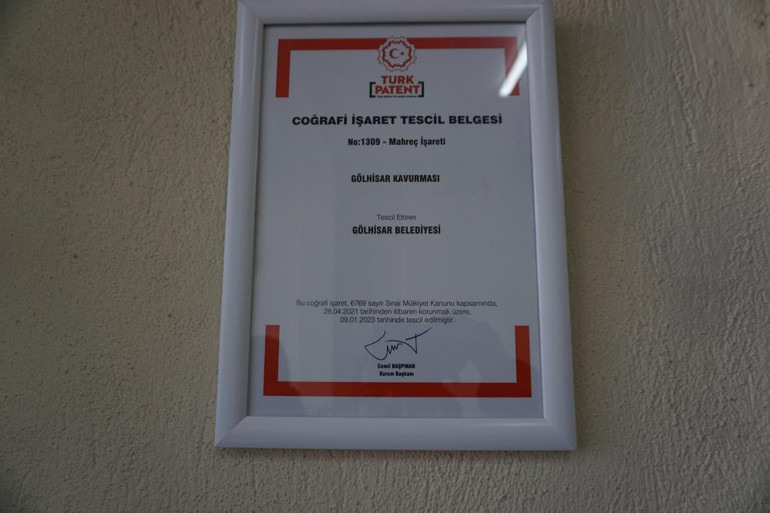 TÜRK
PATENT
COĞRAFİ İŞARET TESCİL BELGESİ
No:1309 - Mahreç İşareti
GÖLHİSAR KAVURMASI
Tescil Ettiren
GÖLHİSAR BELEDİYESİ
Bu coğrafi işaret, 6769 sayılı Sınai Mülkiyet Kanunu kapsamında,
28.04.2021 tarihinden itibaren korunmak üzere,
09.01.2023 tarihinde tescil edilmiştir.
Cemil BAŞPINAR
Kurum Başkanı